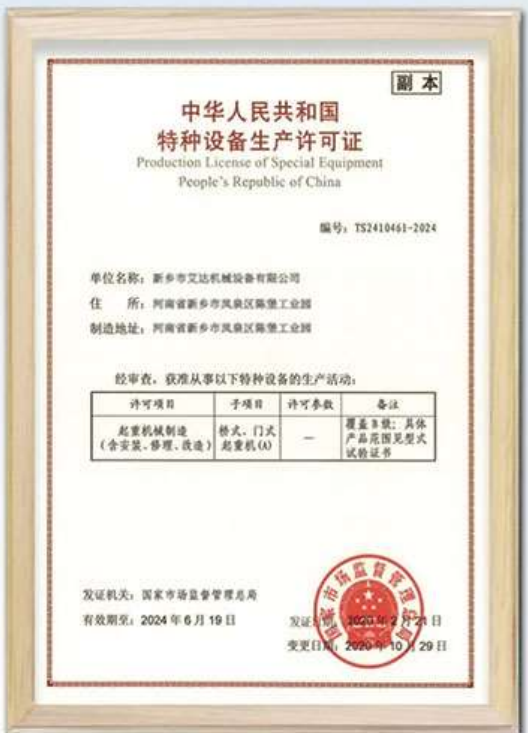 副本
中华人民共和国
特种设备生产许可证
Production License of Special Equipment
People's Republic of China
编号：TS2410461-2024
单位名称：新乡市艾达机械设备有限公司
住 所：河南省新乡市凤泉区陈堡工业园
制造地址：河南省新乡市凤泉区陈堡工业园
经审查，获准从事以下特种设备的生产活动：
许可项目 子项目 许可参数 备注
起重机械制造
（含安装、修理、改造）
桥式、门式
起重机(A)
—
覆盖B级；具体
产品范围见型式
试验证书
发证机关：国家市场监督管理总局
有效期至：2024年6月19日
发证日期：2020年2月21日
变更日期：2020年10月29日
国家市场监督管理总局